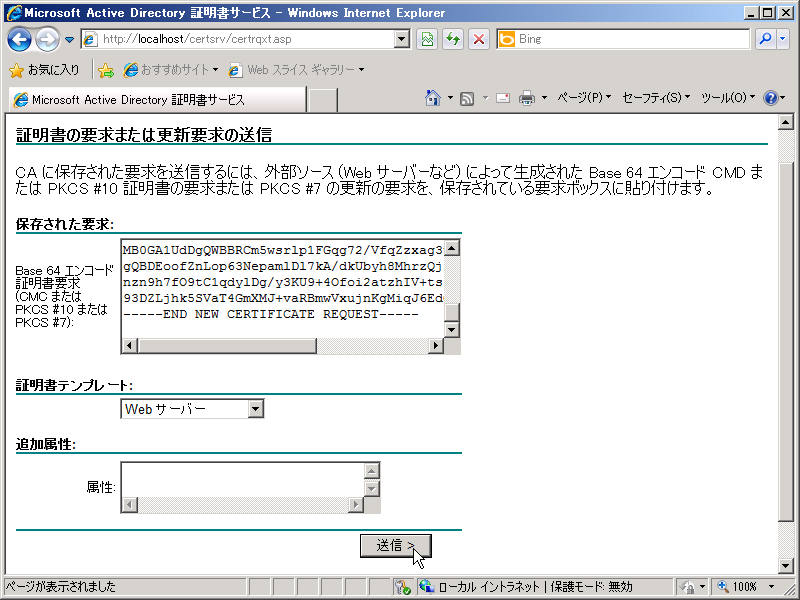 Microsoft Active Directory 証明書サービス - Windows Internet Explorer
http://localhost/certsrv/certrqxt.asp
Bing
お気に入り
おすすめサイト
Web スライス ギャラリー
Microsoft Active Directory 証明書サービス
ページ(P)
セーフティ(S)
ツール(O)
証明書の要求または更新要求の送信
CA に保存された要求を送信するには、外部ソース (Web サーバーなど) によって生成された Base 64 エンコード CMD ま
たは PKCS #10 証明書の要求または PKCS #7 の更新の要求を、保存されている要求ボックスに貼り付けます。
保存された要求:
Base 64 エンコード
証明書要求
(CMC または
PKCS #10 または
PKCS #7):
MB0GA1UdDgQWBBRCm5wsrlp1FGqg72/VfqZzxag3
gQBDEoofZnLop63NepamlDl7kA/dkUbyh8MhrzQj
nzn9h7fO9tC1qdylDg/y3KU9+4Ofoi2atzhIV+ts
93DZLjhk5SVaT4GmXMJ+vaRBmwVxujnKgMiqJ6Ed
-----END NEW CERTIFICATE REQUEST-----
証明書テンプレート:
Web サーバー
追加属性:
属性:
送信 >
ページが表示されました
ローカル イントラネット | 保護モード: 無効
100%